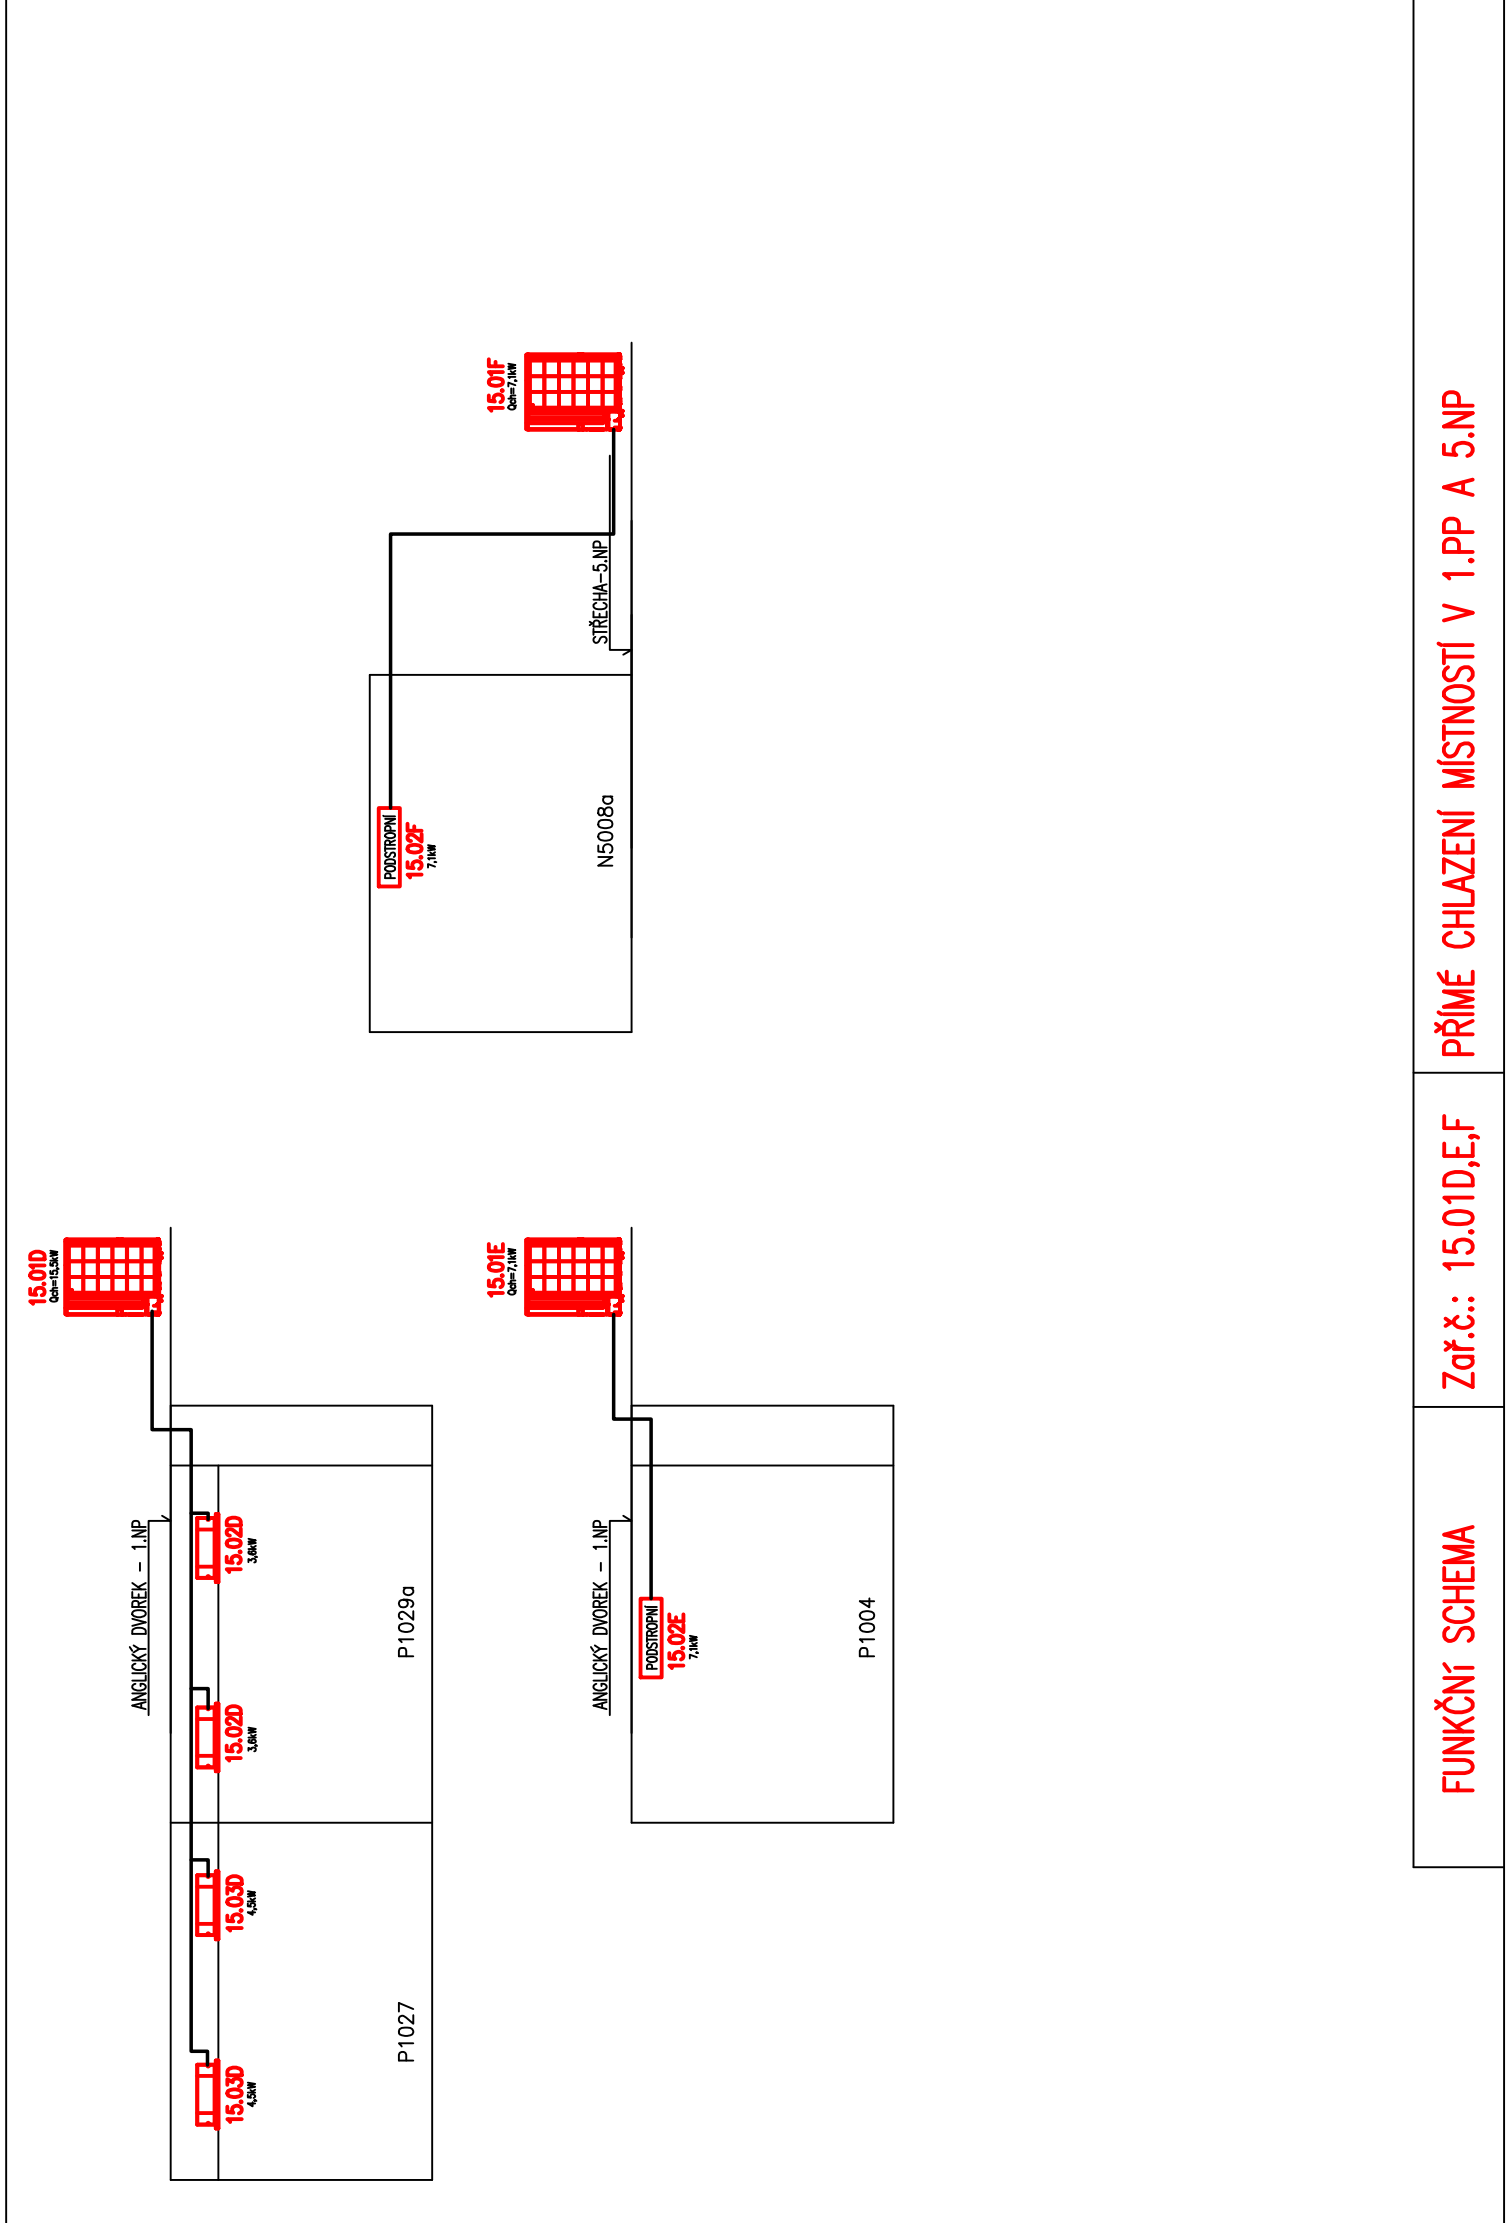 15.01D
Qch=15,5kW
ANGLICKÝ DVOREK - 1.NP
15.03D
4,5kW
15.03D
4,5kW
15.02D
3,6kW
15.02D
3,6kW
P1027
P1029a
15.01E
Qch=7,1kW
ANGLICKÝ DVOREK - 1.NP
PODSTROPNÍ
15.02E
7,1kW
P1004
15.01F
Qch=7,1kW
PODSTROPNÍ
15.02F
7,1kW
STŘECHA-5.NP
N5008a
FUNKČNÍ SCHEMA
Zař.č.: 15.01D,E,F
PŘÍMÉ CHLAZENÍ MÍSTNOSTÍ V 1.PP A 5.NP